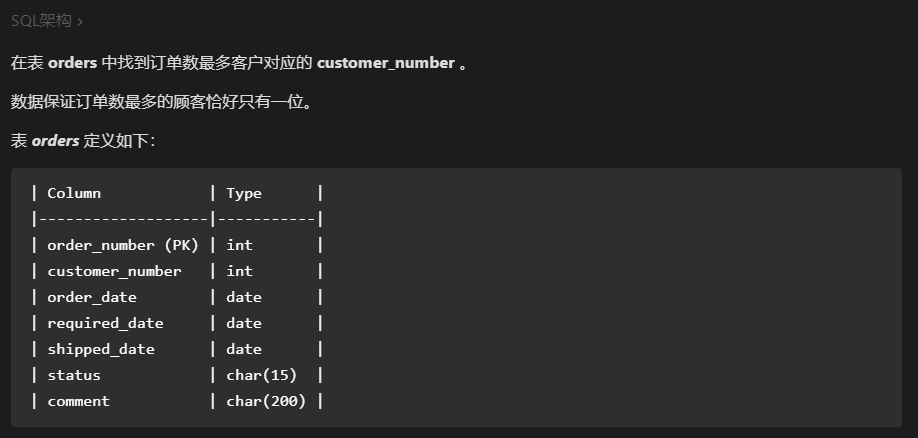 SQL架构 ›
在表 orders 中找到订单数最多客户对应的 customer_number 。
数据保证订单数最多的顾客恰好只有一位。
表 orders 定义如下：
| Column            | Type      |
|-------------------|-----------|
| order_number (PK) | int       |
| customer_number   | int       |
| order_date        | date      |
| required_date     | date      |
| shipped_date      | date      |
| status            | char(15)  |
| comment           | char(200) |